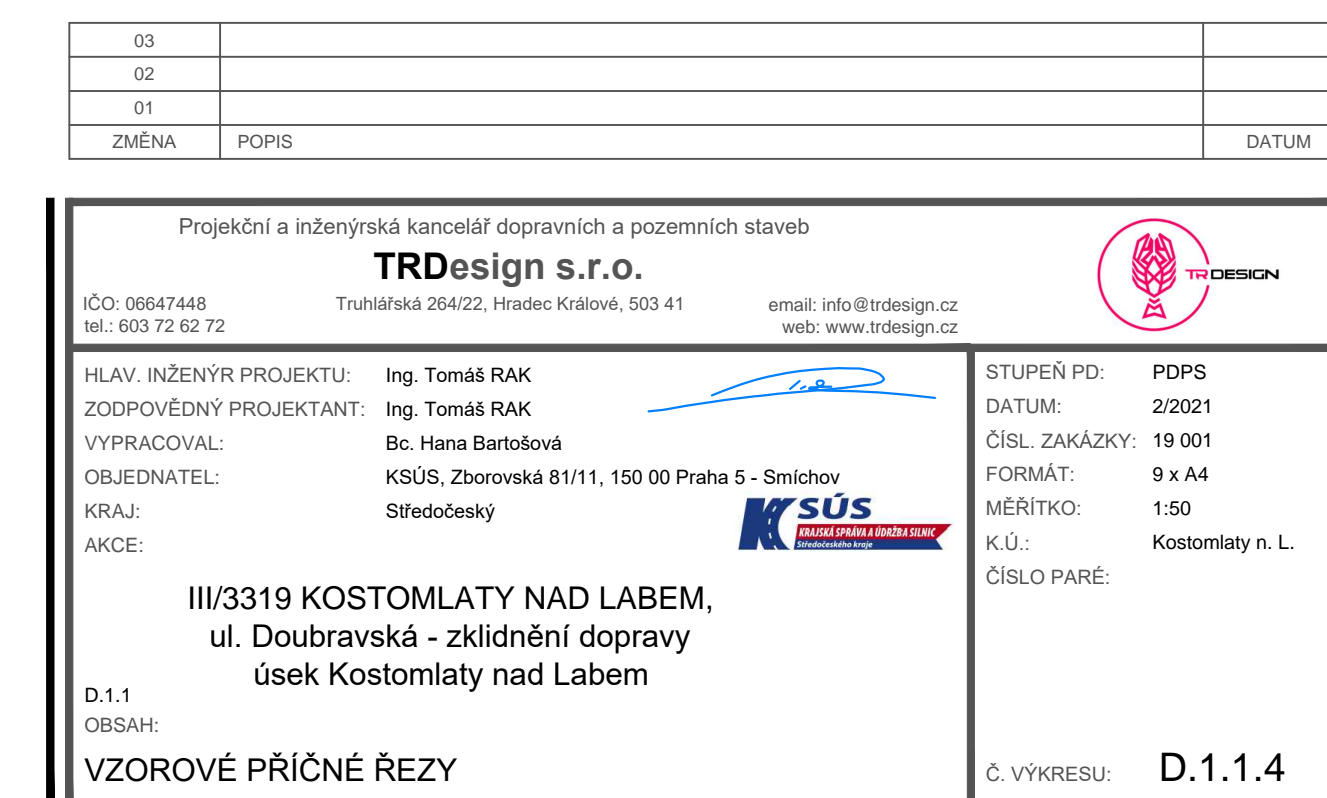 03
02
01
ZMĚNA POPIS DATUM
Projekční a inženýrská kancelář dopravních a pozemních staveb
TRDesign s.r.o.
IČO: 06647448 Truhlářská 264/22, Hradec Králové, 503 41 email: info@trdesign.cz
tel.: 603 72 62 72 web: www.trdesign.cz
TR DESIGN
HLAV. INŽENÝR PROJEKTU: Ing. Tomáš RAK
ZODPOVĚDNÝ PROJEKTANT: Ing. Tomáš RAK
VYPRACOVAL: Bc. Hana Bartošová
OBJEDNATEL: KSÚS, Zborovská 81/11, 150 00 Praha 5 - Smíchov
KRAJ: Středočeský
KSÚS
KRAJSKÁ SPRÁVA A ÚDRŽBA SILNIC
Středočeského kraje
AKCE:
III/3319 KOSTOMLATY NAD LABEM,
ul. Doubravská - zklidnění dopravy
úsek Kostomlaty nad Labem
D.1.1
OBSAH:
VZOROVÉ PŘÍČNÉ ŘEZY
STUPEŇ PD: PDPS
DATUM: 2/2021
ČÍSL. ZAKÁZKY: 19 001
FORMÁT: 9 x A4
MĚŘÍTKO: 1:50
K.Ú.: Kostomlaty n. L.
ČÍSLO PARÉ:
Č. VÝKRESU: D.1.1.4